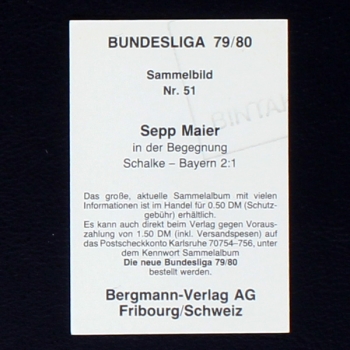 BUNDESLIGA 79/80
Sammelbild
Nr. 51
Sepp Maier
in der Begegnung
Schalke – Bayern 2:1
Das große, aktuelle Sammelalbum mit vielen
Informationen ist im Handel für 0.50 DM (Schutz-
gebühr) erhältlich.
Es kann auch direkt beim Verlag gegen Voraus-
zahlung von 1.50 DM (inkl. Versandspesen) auf
das Postscheckkonto Karlsruhe 70754–756, unter
dem Kennwort Sammelalbum
Die neue Bundesliga 79/80
bestellt werden.
Bergmann-Verlag AG
Fribourg/Schweiz